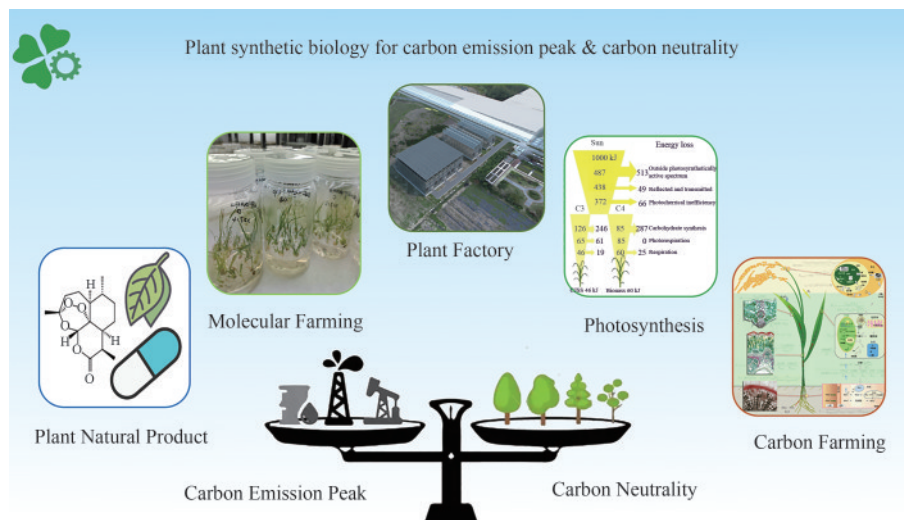 Plant synthetic biology for carbon emission peak & carbon neutrality
Plant Factory
Molecular Farming
Plant Natural Product
H
H
H
O
O
O
O
O
Sun
Energy loss
1000 kJ
487
513
Outside photosynthetically
active spectrum
438
49
Reflected and transmitted
372
66
Photochemical inefficiency
C3
C4
126
246
85
287
Carbohydrate synthesis
65
61
85
0
Photorespiration
46
19
60
25
Respiration
Biomass 60 kJ
Photosynthesis
Carbon Farming
Carbon Emission Peak
Carbon Neutrality